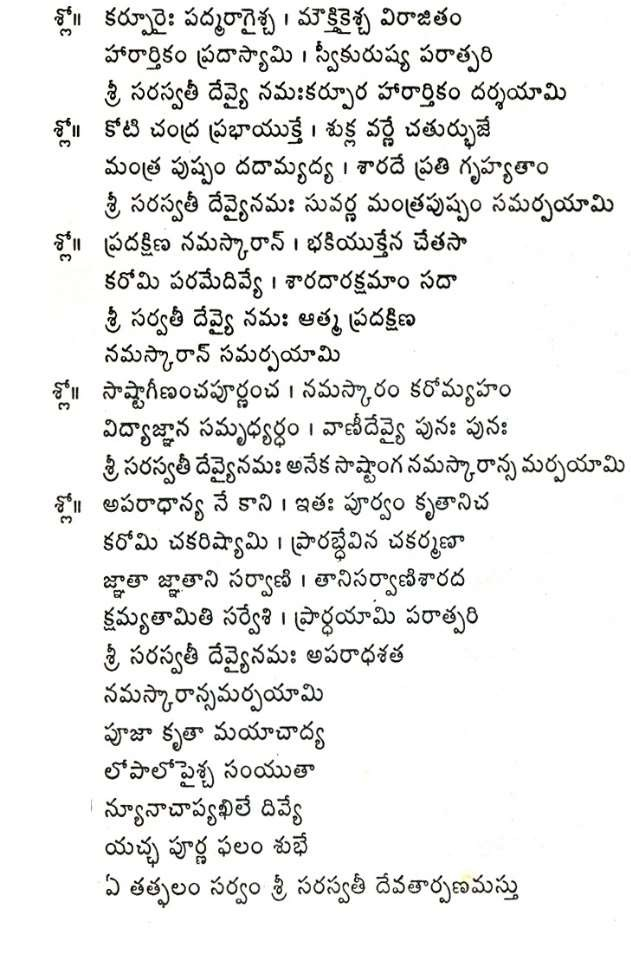 శ్లో॥ కర్పూరైః పద్మరాగైశ్చ । మౌక్తికైశ్చ విరాజితం
హారార్తికం ప్రదాస్యామి । స్వీకురుష్య పరాత్పరి
శ్రీ సరస్వతీ దేవ్యై నమఃకర్పూర హారార్తికం దర్శయామి
శ్లో॥ కోటి చంద్ర ప్రభాయుక్తే । శుక్ల వర్ణే చతుర్భుజే
మంత్ర పుష్పం దదామ్యద్య । శారదే ప్రతి గృహ్యతాం
శ్రీ సరస్వతీ దేవ్యైనమః సువర్ణ మంత్రపుష్పం సమర్పయామి
శ్లో॥ ప్రదక్షిణ నమస్కారాన్ । భకియుక్తేన చేతసా
కరోమి పరమేదివ్యే । శారదారక్షమాం సదా
శ్రీ సర్వతీ దేవ్యై నమః ఆత్మ ప్రదక్షిణ
నమస్కారాన్ సమర్పయామి
శ్లో॥ సాష్టాగీణంచపూర్ణంచ । నమస్కారం కరోమ్యహం
విద్యాజ్ఞాన సమృధ్యర్ధం । వాణీదేవ్యై పునః పునః
శ్రీ సరస్వతీ దేవ్యైనమః అనేక సాష్టాంగ నమస్కారాన్స మర్పయామి
శ్లో॥ అపరాధాన్య నే కాని । ఇతః పూర్వం కృతానిచ
కరోమి చకరిష్యామి । ప్రారబ్ధేవిన చకర్మణా
జ్ఞాతా జ్ఞాతాని సర్వాణి । తానిసర్వాణిశారద
క్షమ్యతామితి సర్వేశి । ప్రార్ధయామి పరాత్పరి
శ్రీ సరస్వతీ దేవ్యైనమః అపరాధశత
నమస్కారాన్సమర్పయామి
పూజా కృతా మయాచాద్య
లోపాలోపైశ్చ సంయుతా
న్యూనాచాప్యఖిలే దివ్యే
యచ్ఛ పూర్ణ ఫలం శుభే
ఏ తత్ఫలం సర్వం శ్రీ సరస్వతీ దేవతార్పణమస్తు